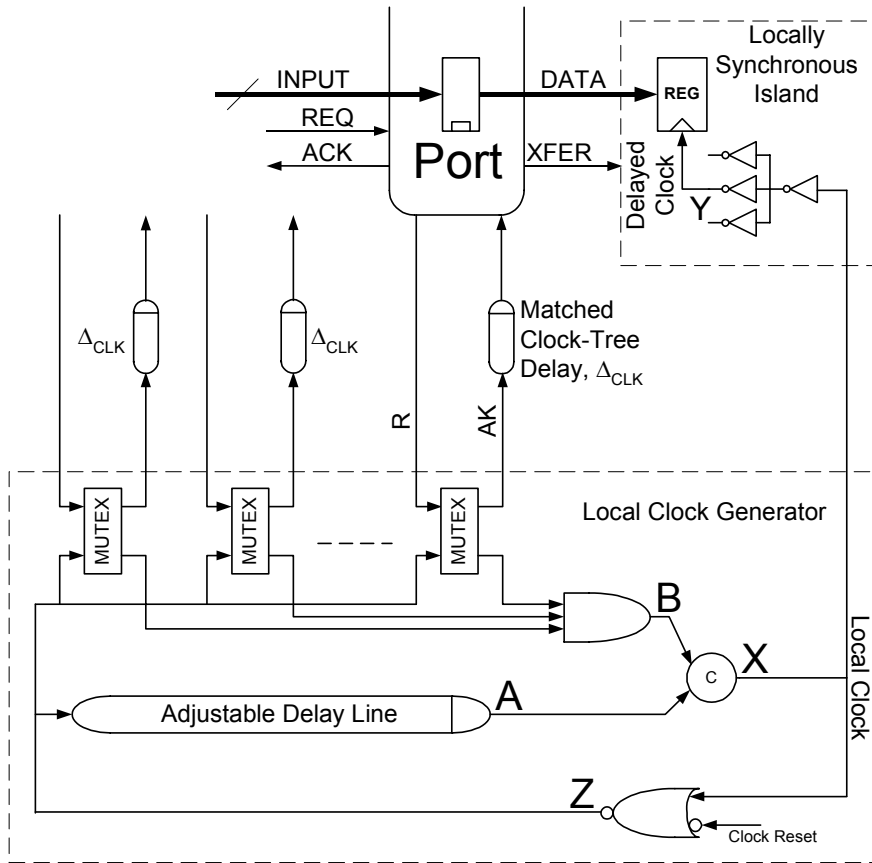 Locally
Synchronous
Island
INPUT
DATA
REG
REQ
ACK
Port
XFER
Delayed
Clock
Y
ΔCLK
ΔCLK
Matched
Clock-Tree
Delay, ΔCLK
R
AK
MUTEX
MUTEX
MUTEX
Local Clock Generator
B
C
X
A
Adjustable Delay Line
Local Clock
Z
Clock Reset